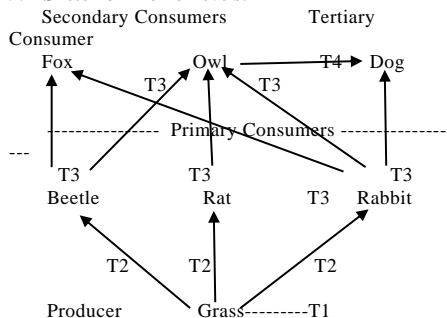 Secondary Consumers Tertiary
Consumer
Fox Owl T4 Dog
T3 T3
---------- Primary Consumers ----------
---
T3 T3 T3
Beetle Rat T3 Rabbit
T2 T2 T2
Producer Grass---------T1